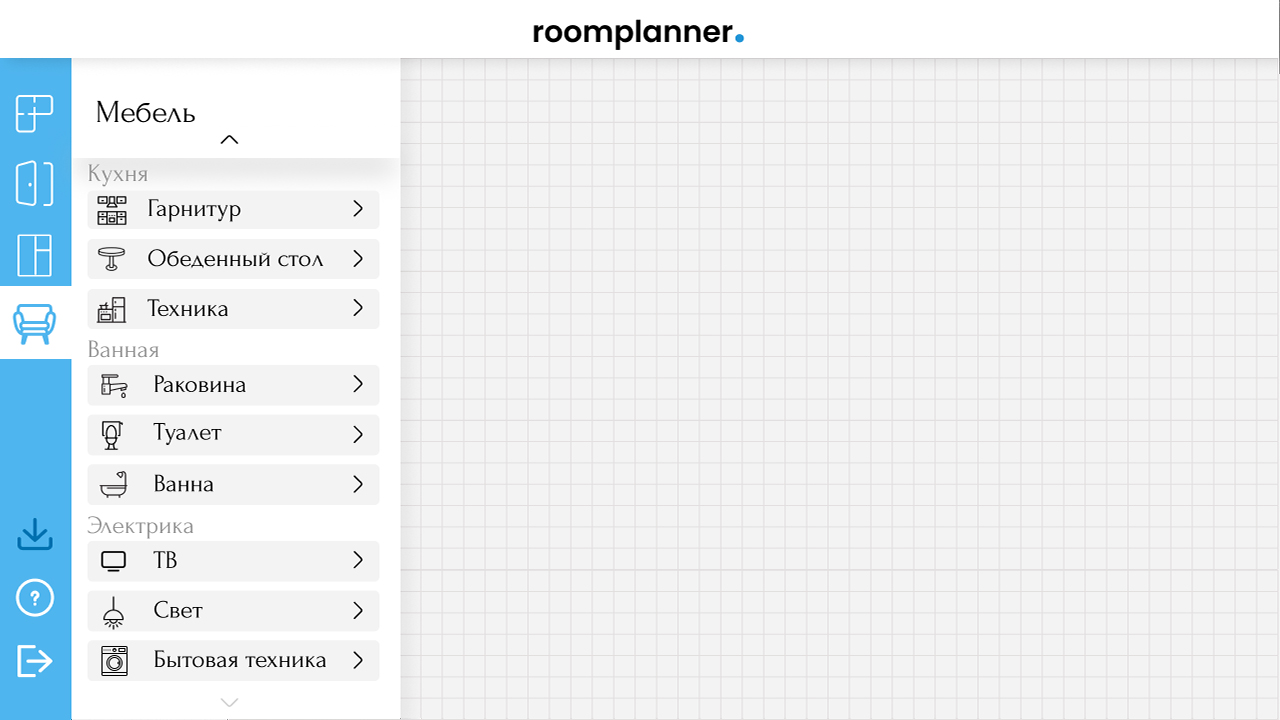 roomplanner.
Мебель
Кухня
Гарнитур
Обеденный стол
Техника
Ванная
Раковина
Туалет
Ванна
Электрика
ТВ
Свет
Бытовая техника
?